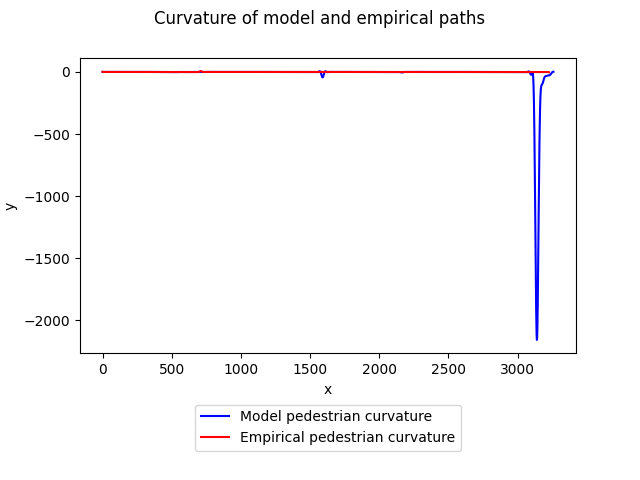 Curvature of model and empirical paths
0
−500
−1000
−1500
−2000
y
0 500 1000 1500 2000 2500 3000
x
Model pedestrian curvature
Empirical pedestrian curvature